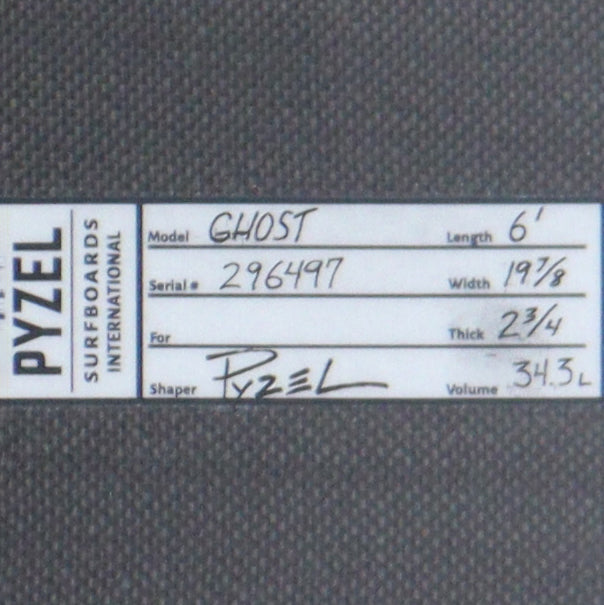 PYZEL
SURFBOARDS
INTERNATIONAL
Model GHOST Length 6'
Serial # 296497 Width 19 7/8
For Thick 2 3/4
Shaper PYZEL Volume 34.3 L